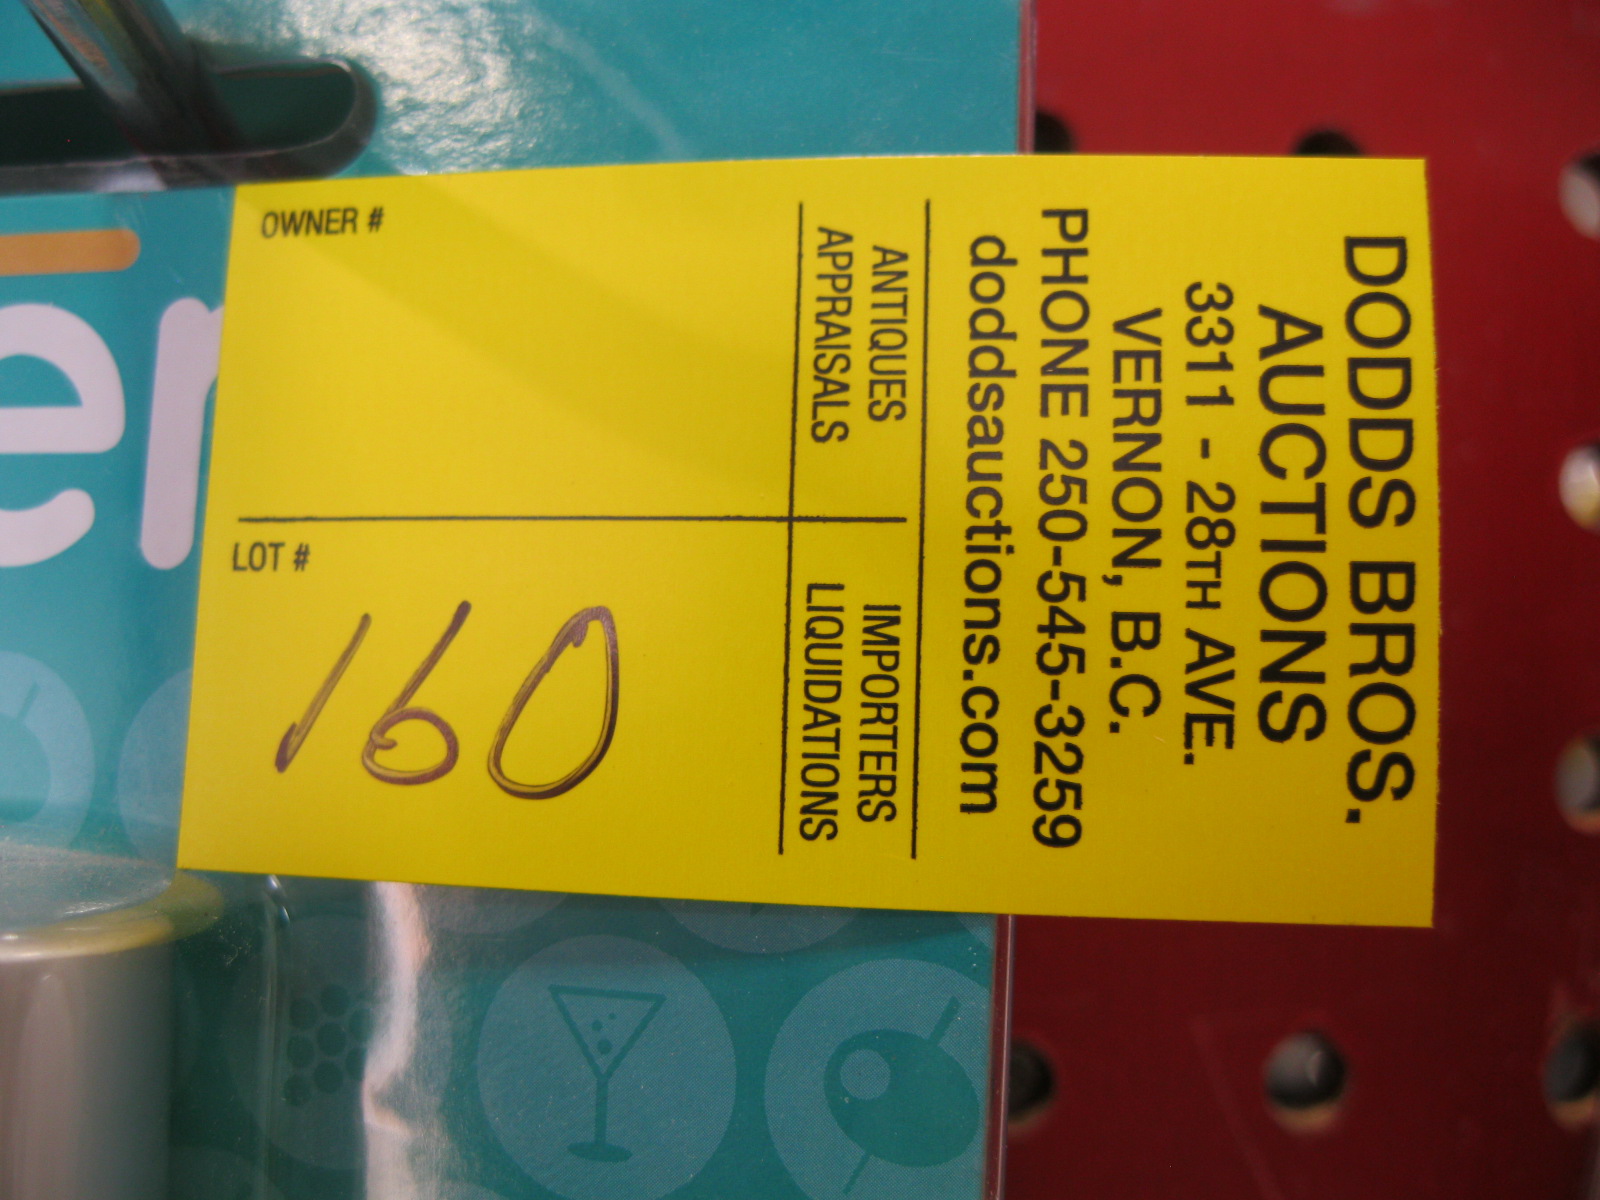 DODDS BROS.
AUCTIONS
3311 - 28TH AVE.
VERNON, B.C.
PHONE 250-545-3259
doddsauctions.com
ANTIQUES
APPRAISALS
IMPORTERS
LIQUIDATIONS
OWNER #
LOT #
160
er